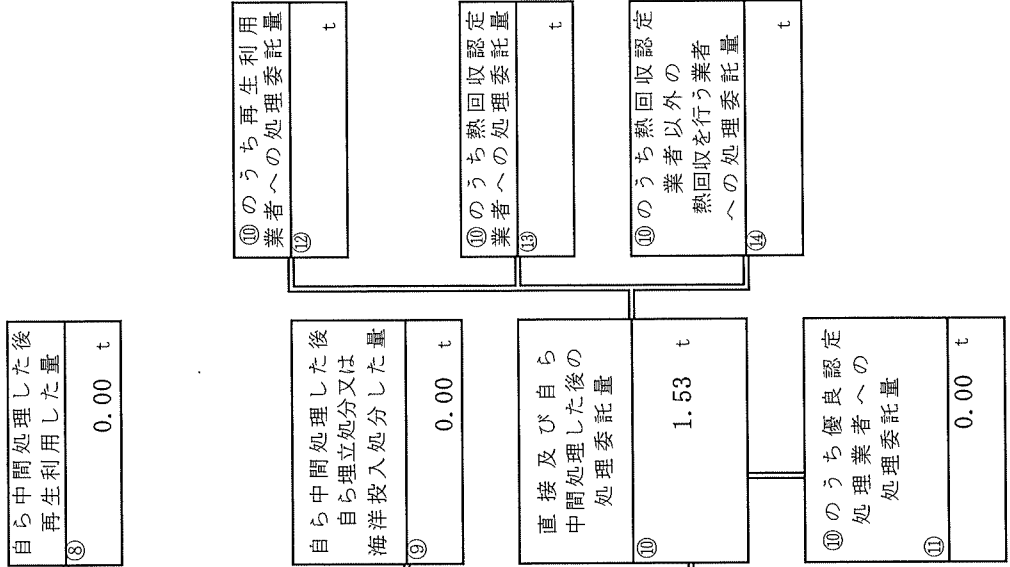 自ら中間処理した後
再生利用した量
⑧
0.00 t
自ら中間処理した後
自ら埋立処分又は
海洋投入処分した量
⑨
0.00 t
直接及び自ら
中間処理した後の
処理委託量
⑩
1.53 t
⑩のうち優良認定
処理業者への
処理委託量
⑪
0.00 t
⑩のうち再生利用
業者への処理委託量
⑫
t
⑩のうち熱回収認定
業者への処理委託量
⑬
t
⑩のうち熱回収認定
業者以外の
熱回収を行う業者
への処理委託量
⑭
t